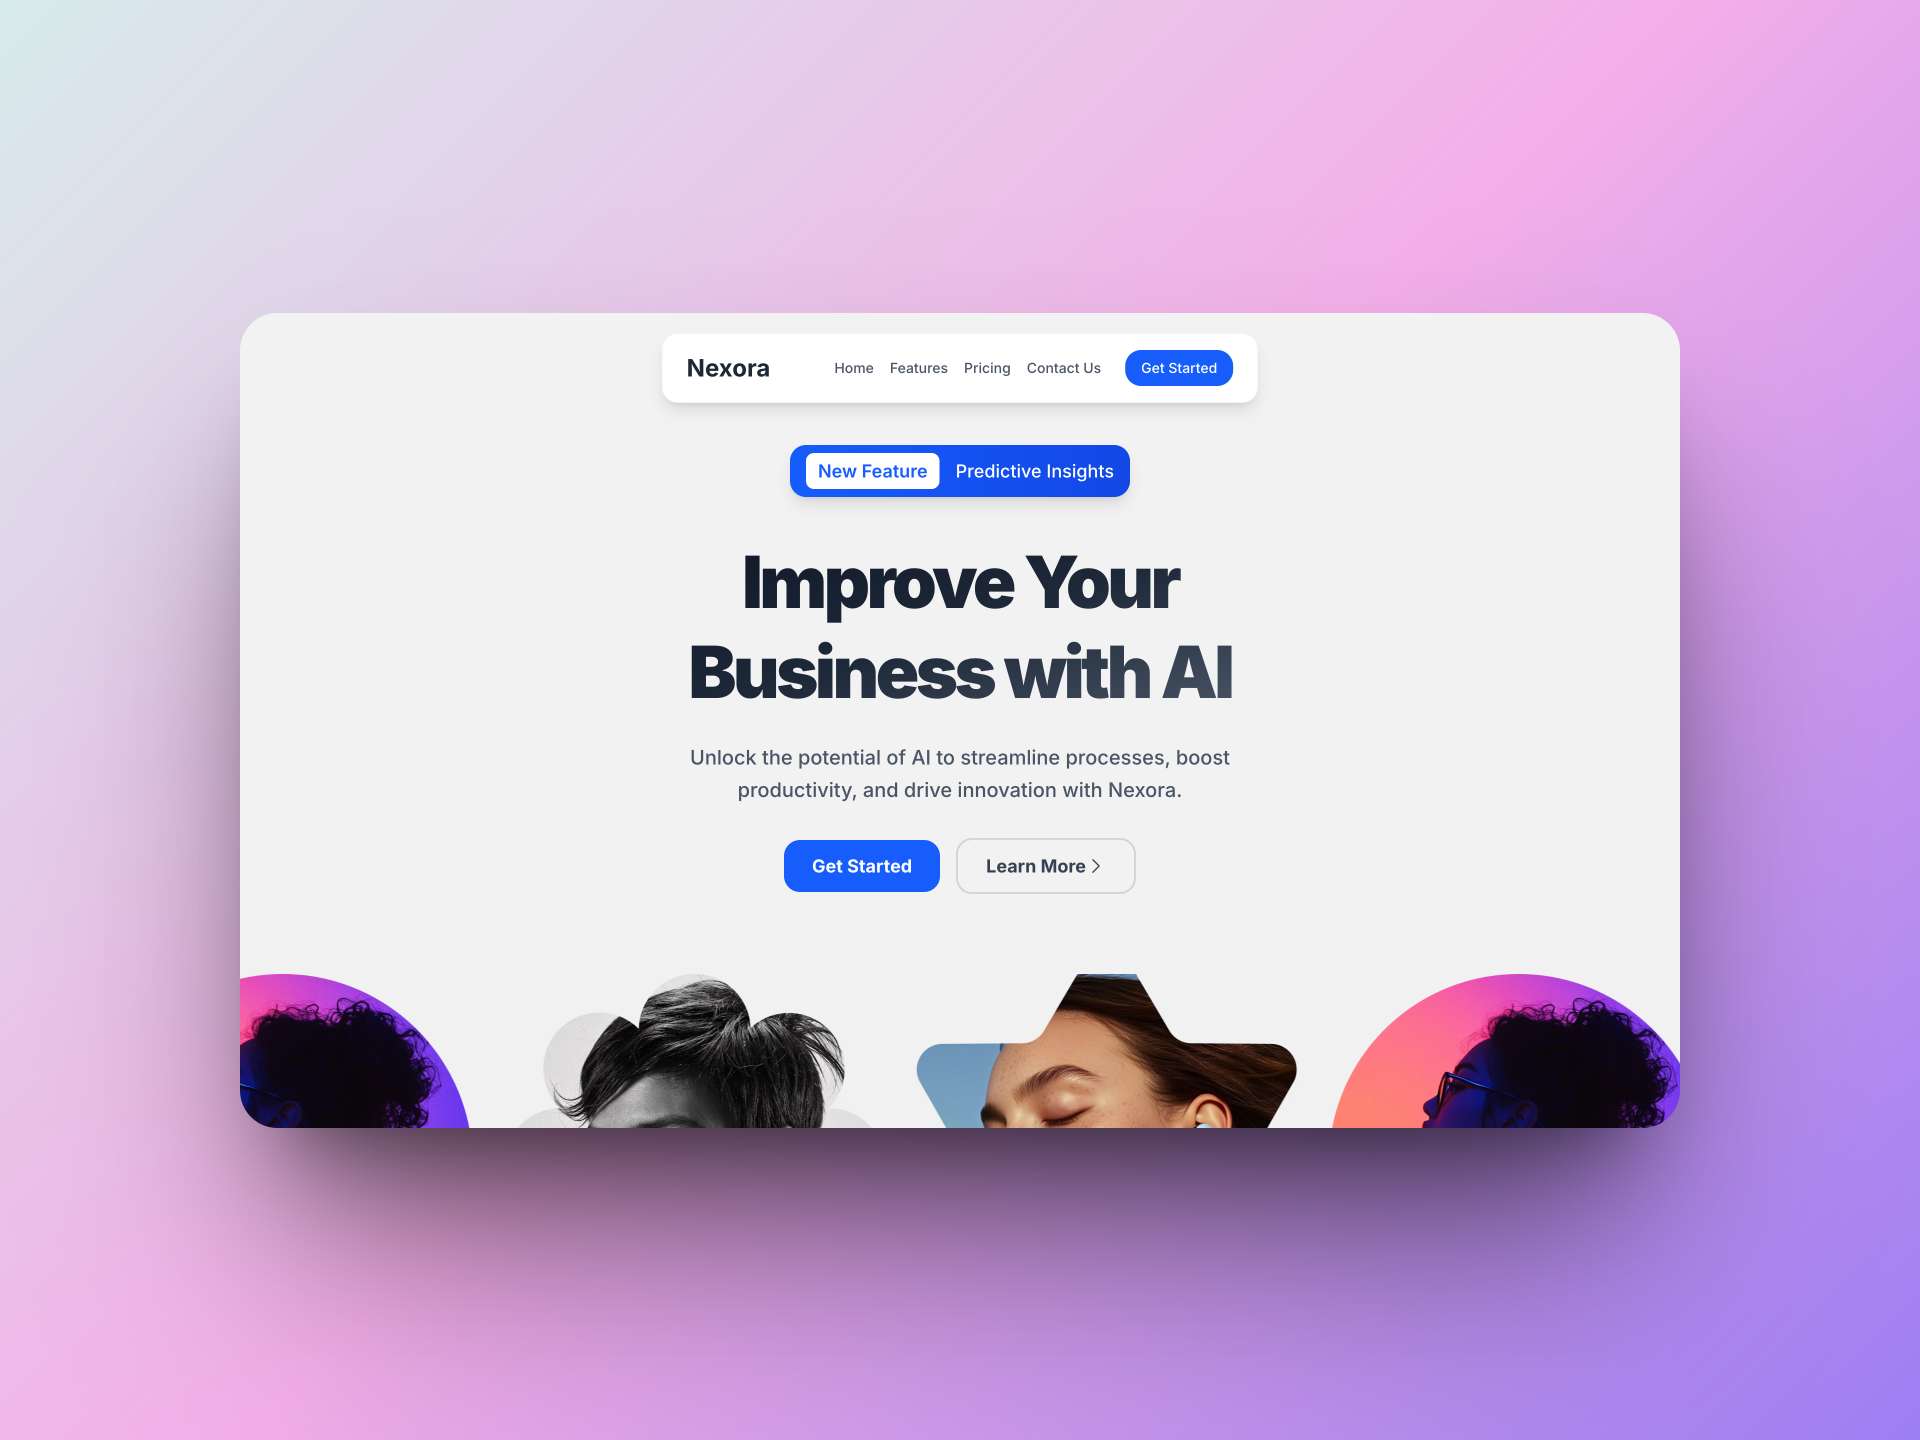 Nexora Home Features Pricing Contact Us Get Started
New Feature Predictive Insights
Improve Your
Business with AI
Unlock the potential of AI to streamline processes, boost
productivity, and drive innovation with Nexora.
Get Started Learn More